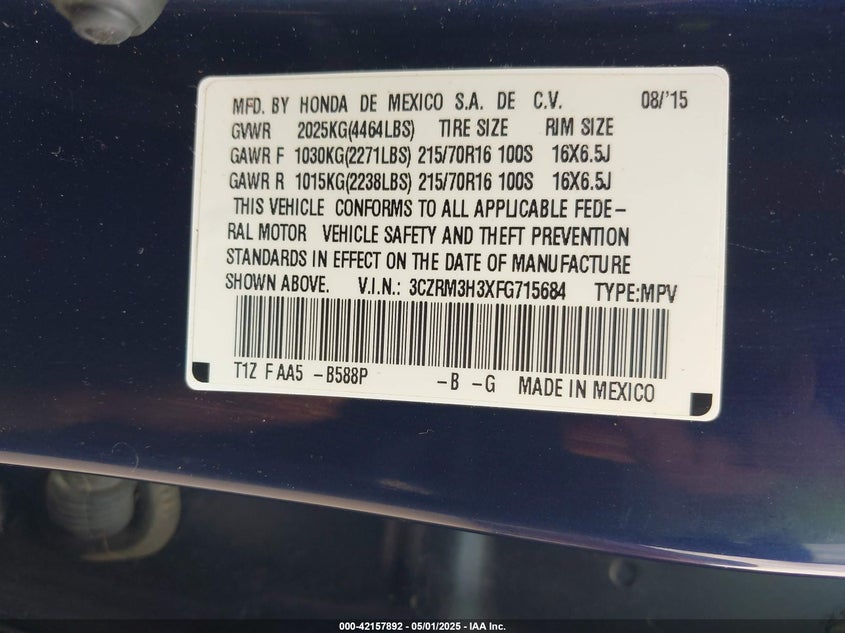 MFD. BY HONDA DE MEXICO S.A. DE C.V. 08/'15
GVWR 2025KG(4464LBS) TIRE SIZE RIM SIZE
GAWR F 1030KG(2271LBS) 215/70R16 100S 16X6.5J
GAWR R 1015KG(2238LBS) 215/70R16 100S 16X6.5J
THIS VEHICLE CONFORMS TO ALL APPLICABLE FEDE-
RAL MOTOR VEHICLE SAFETY AND THEFT PREVENTION
STANDARDS IN EFFECT ON THE DATE OF MANUFACTURE
SHOWN ABOVE. V.I.N.: 3CZRM3H3XFG715684 TYPE:MPV
T1Z F AA5 -B588P -B -G MADE IN MEXICO
000-42157892 - 05/01/2025 - IAA Inc.